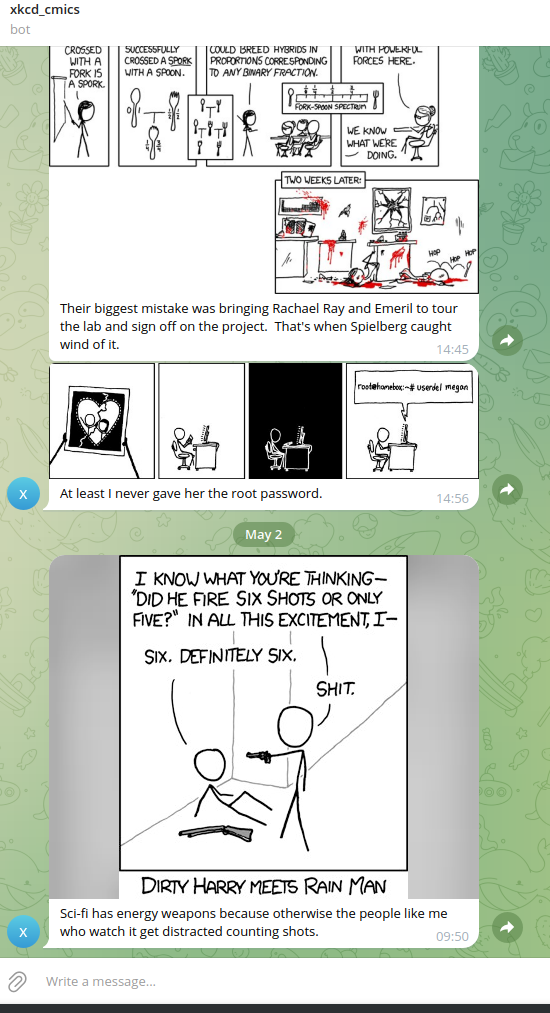 xkcd_cmics
bot
CROSSED
WITH A
FORK IS
A SPORK.
SUCCESSFULLY
CROSSED A SPORK
WITH A SPOON.
COULD BREED HYBRIDS IN
PROPORTIONS CORRESPONDING
TO ANY BINARY FRACTION.
FORK-SPOON SPECTRUM
WITH POWERFUL
FORCES HERE.
WE KNOW
WHAT WE'RE
DOING.
TWO WEEKS LATER:
HOP
HOP
HOP
Their biggest mistake was bringing Rachael Ray and Emeril to tour
the lab and sign off on the project. That's when Spielberg caught
wind of it.
14:45
root@homebox:~# userdel megan
At least I never gave her the root password.
14:56
X
May 2
I KNOW WHAT YOU'RE THINKING—
"DID HE FIRE SIX SHOTS OR ONLY
FIVE?" IN ALL THIS EXCITEMENT, I—
SIX. DEFINITELY SIX.
SHIT.
DIRTY HARRY MEETS RAIN MAN
Sci-fi has energy weapons because otherwise the people like me
who watch it get distracted counting shots.
09:50
X
Write a message...